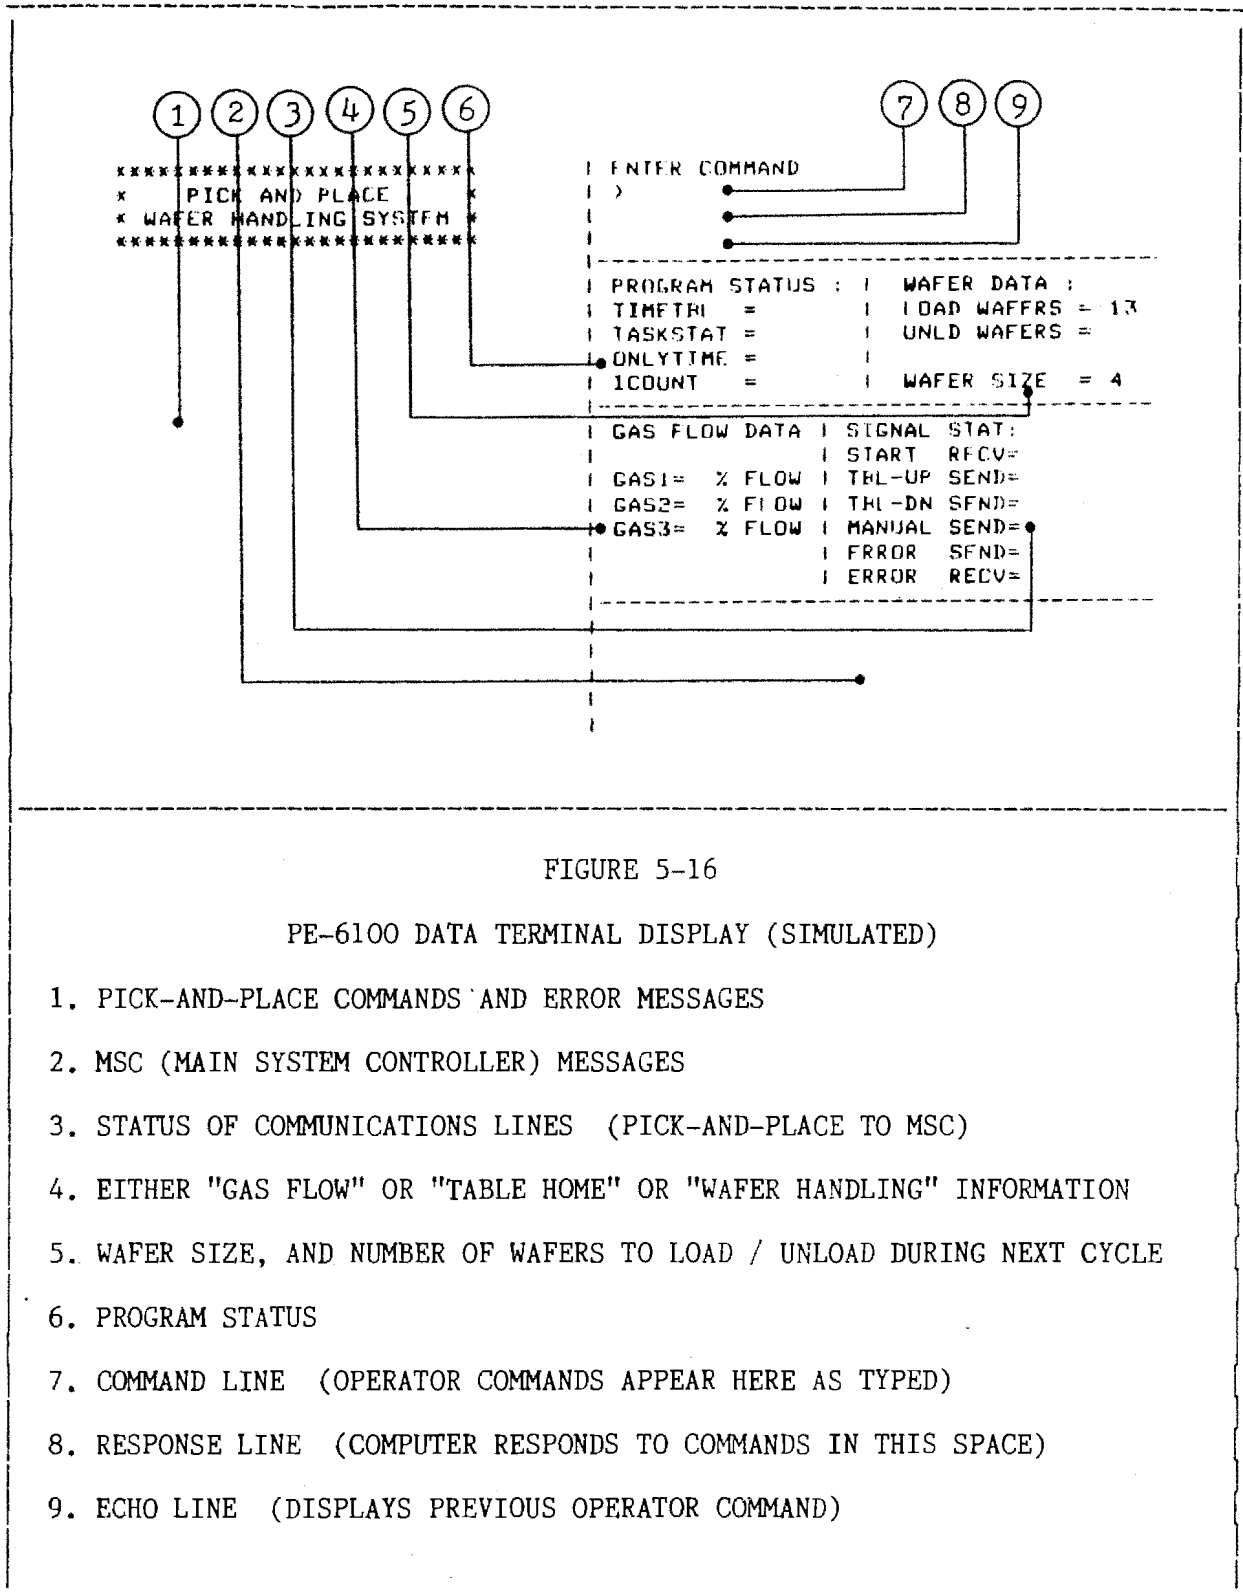 1 2 3 4 5 6 7 8 9
************************** | ENTER COMMAND
* PICK AND PLACE * | >
* WAFER HANDLING SYSTEM * |
************************** |
| PROGRAM STATUS : | WAFER DATA :
| TIMETBL = | LOAD WAFERS = 13
| TASKSTAT = | UNLD WAFERS =
| ONLYTIME = |
| 1COUNT = | WAFER SIZE = 4
| GAS FLOW DATA | SIGNAL STAT:
| | START RECV=
| GAS1= % FLOW | TBL-UP SEND=
| GAS2= % FLOW | TBL-DN SEND=
| GAS3= % FLOW | MANUAL SEND=
| | ERROR SEND=
| | ERROR RECV=
FIGURE 5-16
PE-6100 DATA TERMINAL DISPLAY (SIMULATED)
1. PICK-AND-PLACE COMMANDS AND ERROR MESSAGES
2. MSC (MAIN SYSTEM CONTROLLER) MESSAGES
3. STATUS OF COMMUNICATIONS LINES (PICK-AND-PLACE TO MSC)
4. EITHER "GAS FLOW" OR "TABLE HOME" OR "WAFER HANDLING" INFORMATION
5. WAFER SIZE, AND NUMBER OF WAFERS TO LOAD / UNLOAD DURING NEXT CYCLE
6. PROGRAM STATUS
7. COMMAND LINE (OPERATOR COMMANDS APPEAR HERE AS TYPED)
8. RESPONSE LINE (COMPUTER RESPONDS TO COMMANDS IN THIS SPACE)
9. ECHO LINE (DISPLAYS PREVIOUS OPERATOR COMMAND)